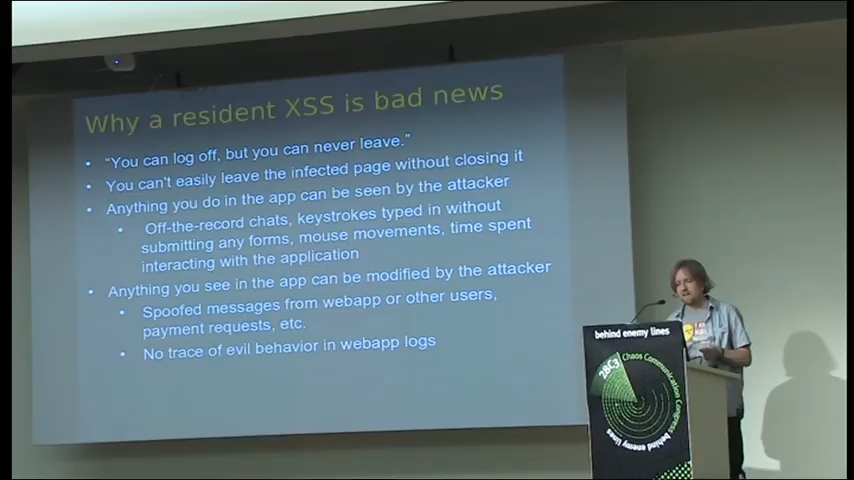 Why a resident XSS is bad news
• "You can log off, but you can never leave."
• You can't easily leave the infected page without closing it
• Anything you do in the app can be seen by the attacker
• Off-the-record chats, keystrokes typed in without
submitting any forms, mouse movements, time spent
interacting with the application
• Anything you see in the app can be modified by the attacker
• Spoofed messages from webapp or other users,
payment requests, etc.
• No trace of evil behavior in webapp logs
behind enemy lines
28C3
Chaos Communication Congress
behind enemy lines